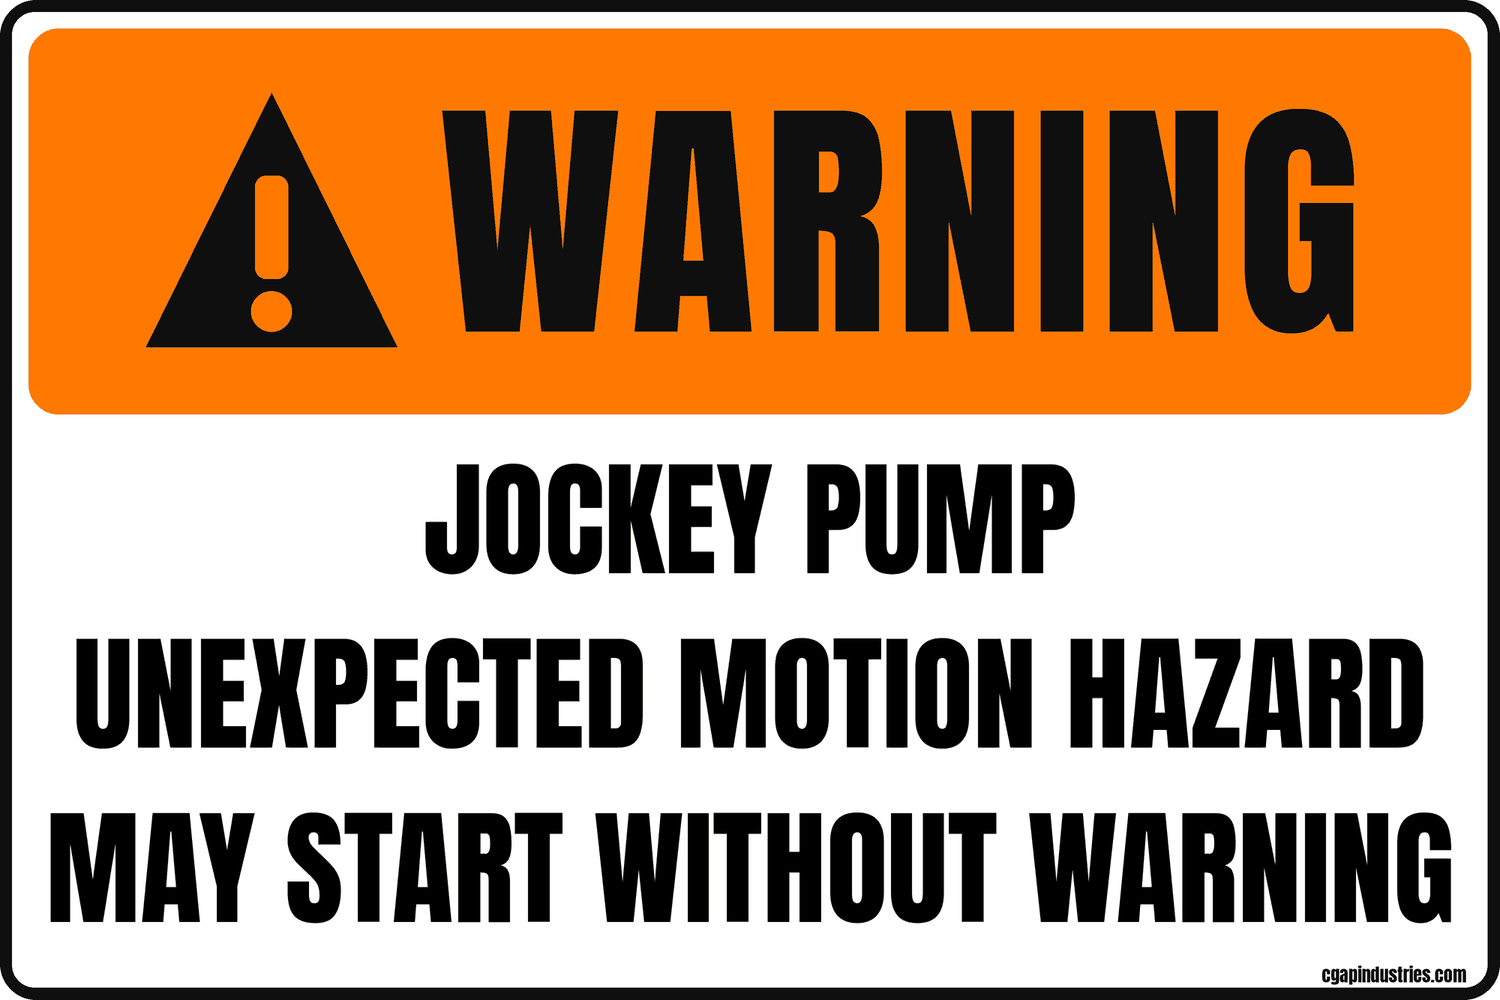 WARNING
JOCKEY PUMP
UNEXPECTED MOTION HAZARD
MAY START WITHOUT WARNING
cgapindustries.com